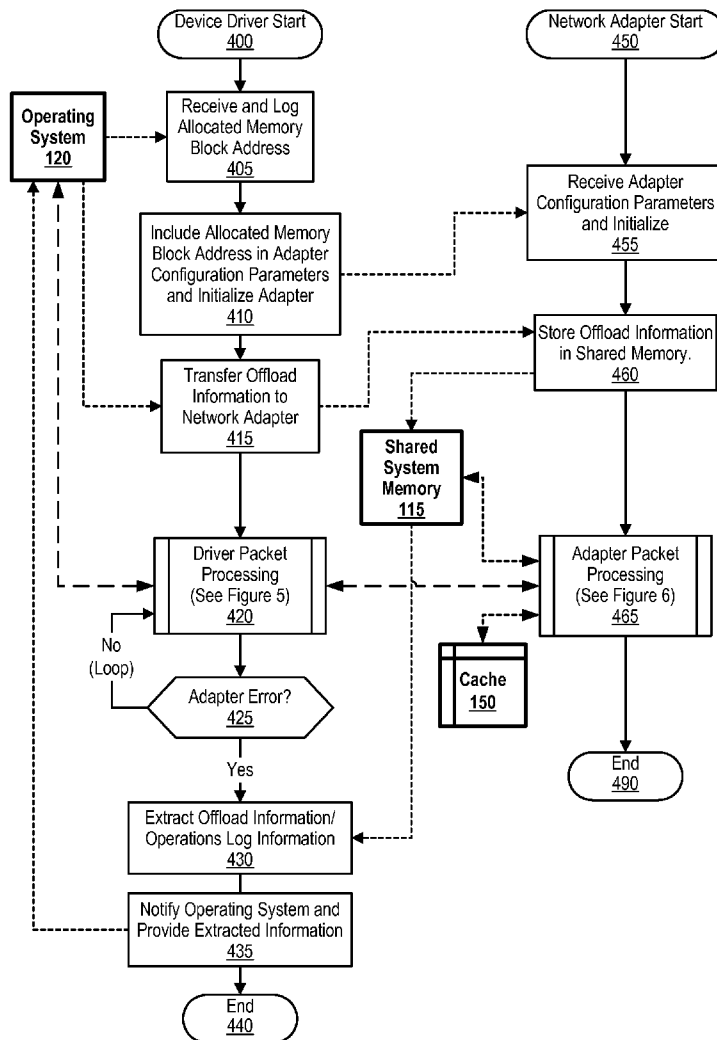 Device Driver Start
400
Network Adapter Start
450
Operating
System
120
Receive and Log
Allocated Memory
Block Address
405
Receive Adapter
Configuration Parameters
and Initialize
455
Include Allocated Memory
Block Address in Adapter
Configuration Parameters
and Initialize Adapter
410
Store Offload Information
in Shared Memory.
460
Transfer Offload
Information to
Network Adapter
415
Shared
System
Memory
115
Driver Packet
Processing
(See Figure 5)
420
Adapter Packet
Processing
(See Figure 6)
465
No
(Loop)
Cache
150
Adapter Error?
425
Yes
End
490
Extract Offload Information/
Operations Log Information
430
Notify Operating System and
Provide Extracted Information
435
End
440